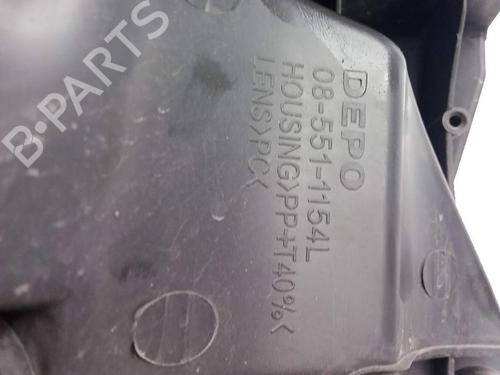 DEPO
08-551-1154L
HOUSING>PP+T40%<
LENS>PC<
B-PARTS